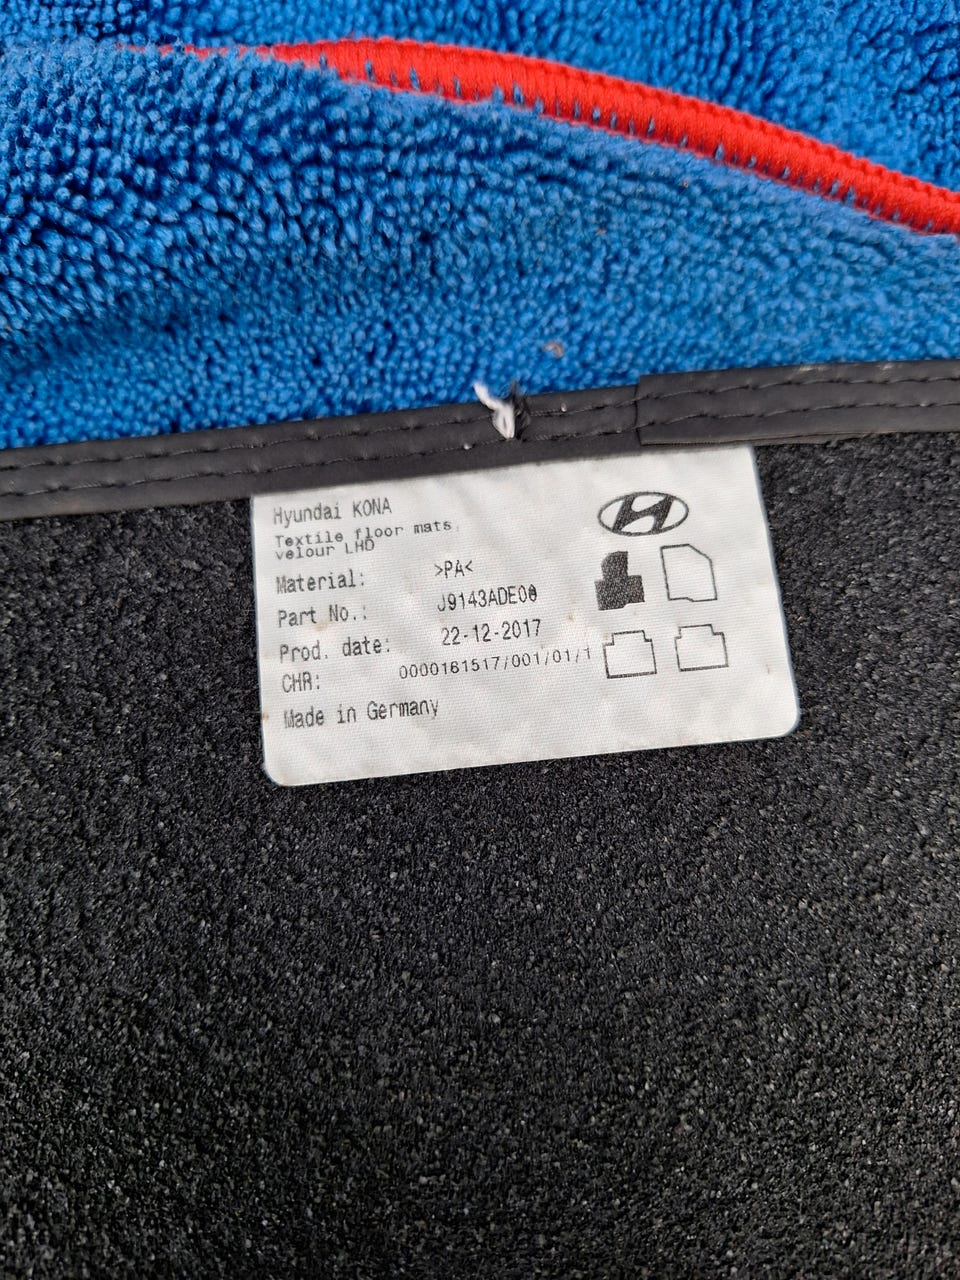 Hyundai KONA
Textile floor mats,
velour LHD
Material: >PA<
Part No.: J9143ADE00
Prod. date: 22-12-2017
CHR: 0000161517/001/01/1
Made in Germany